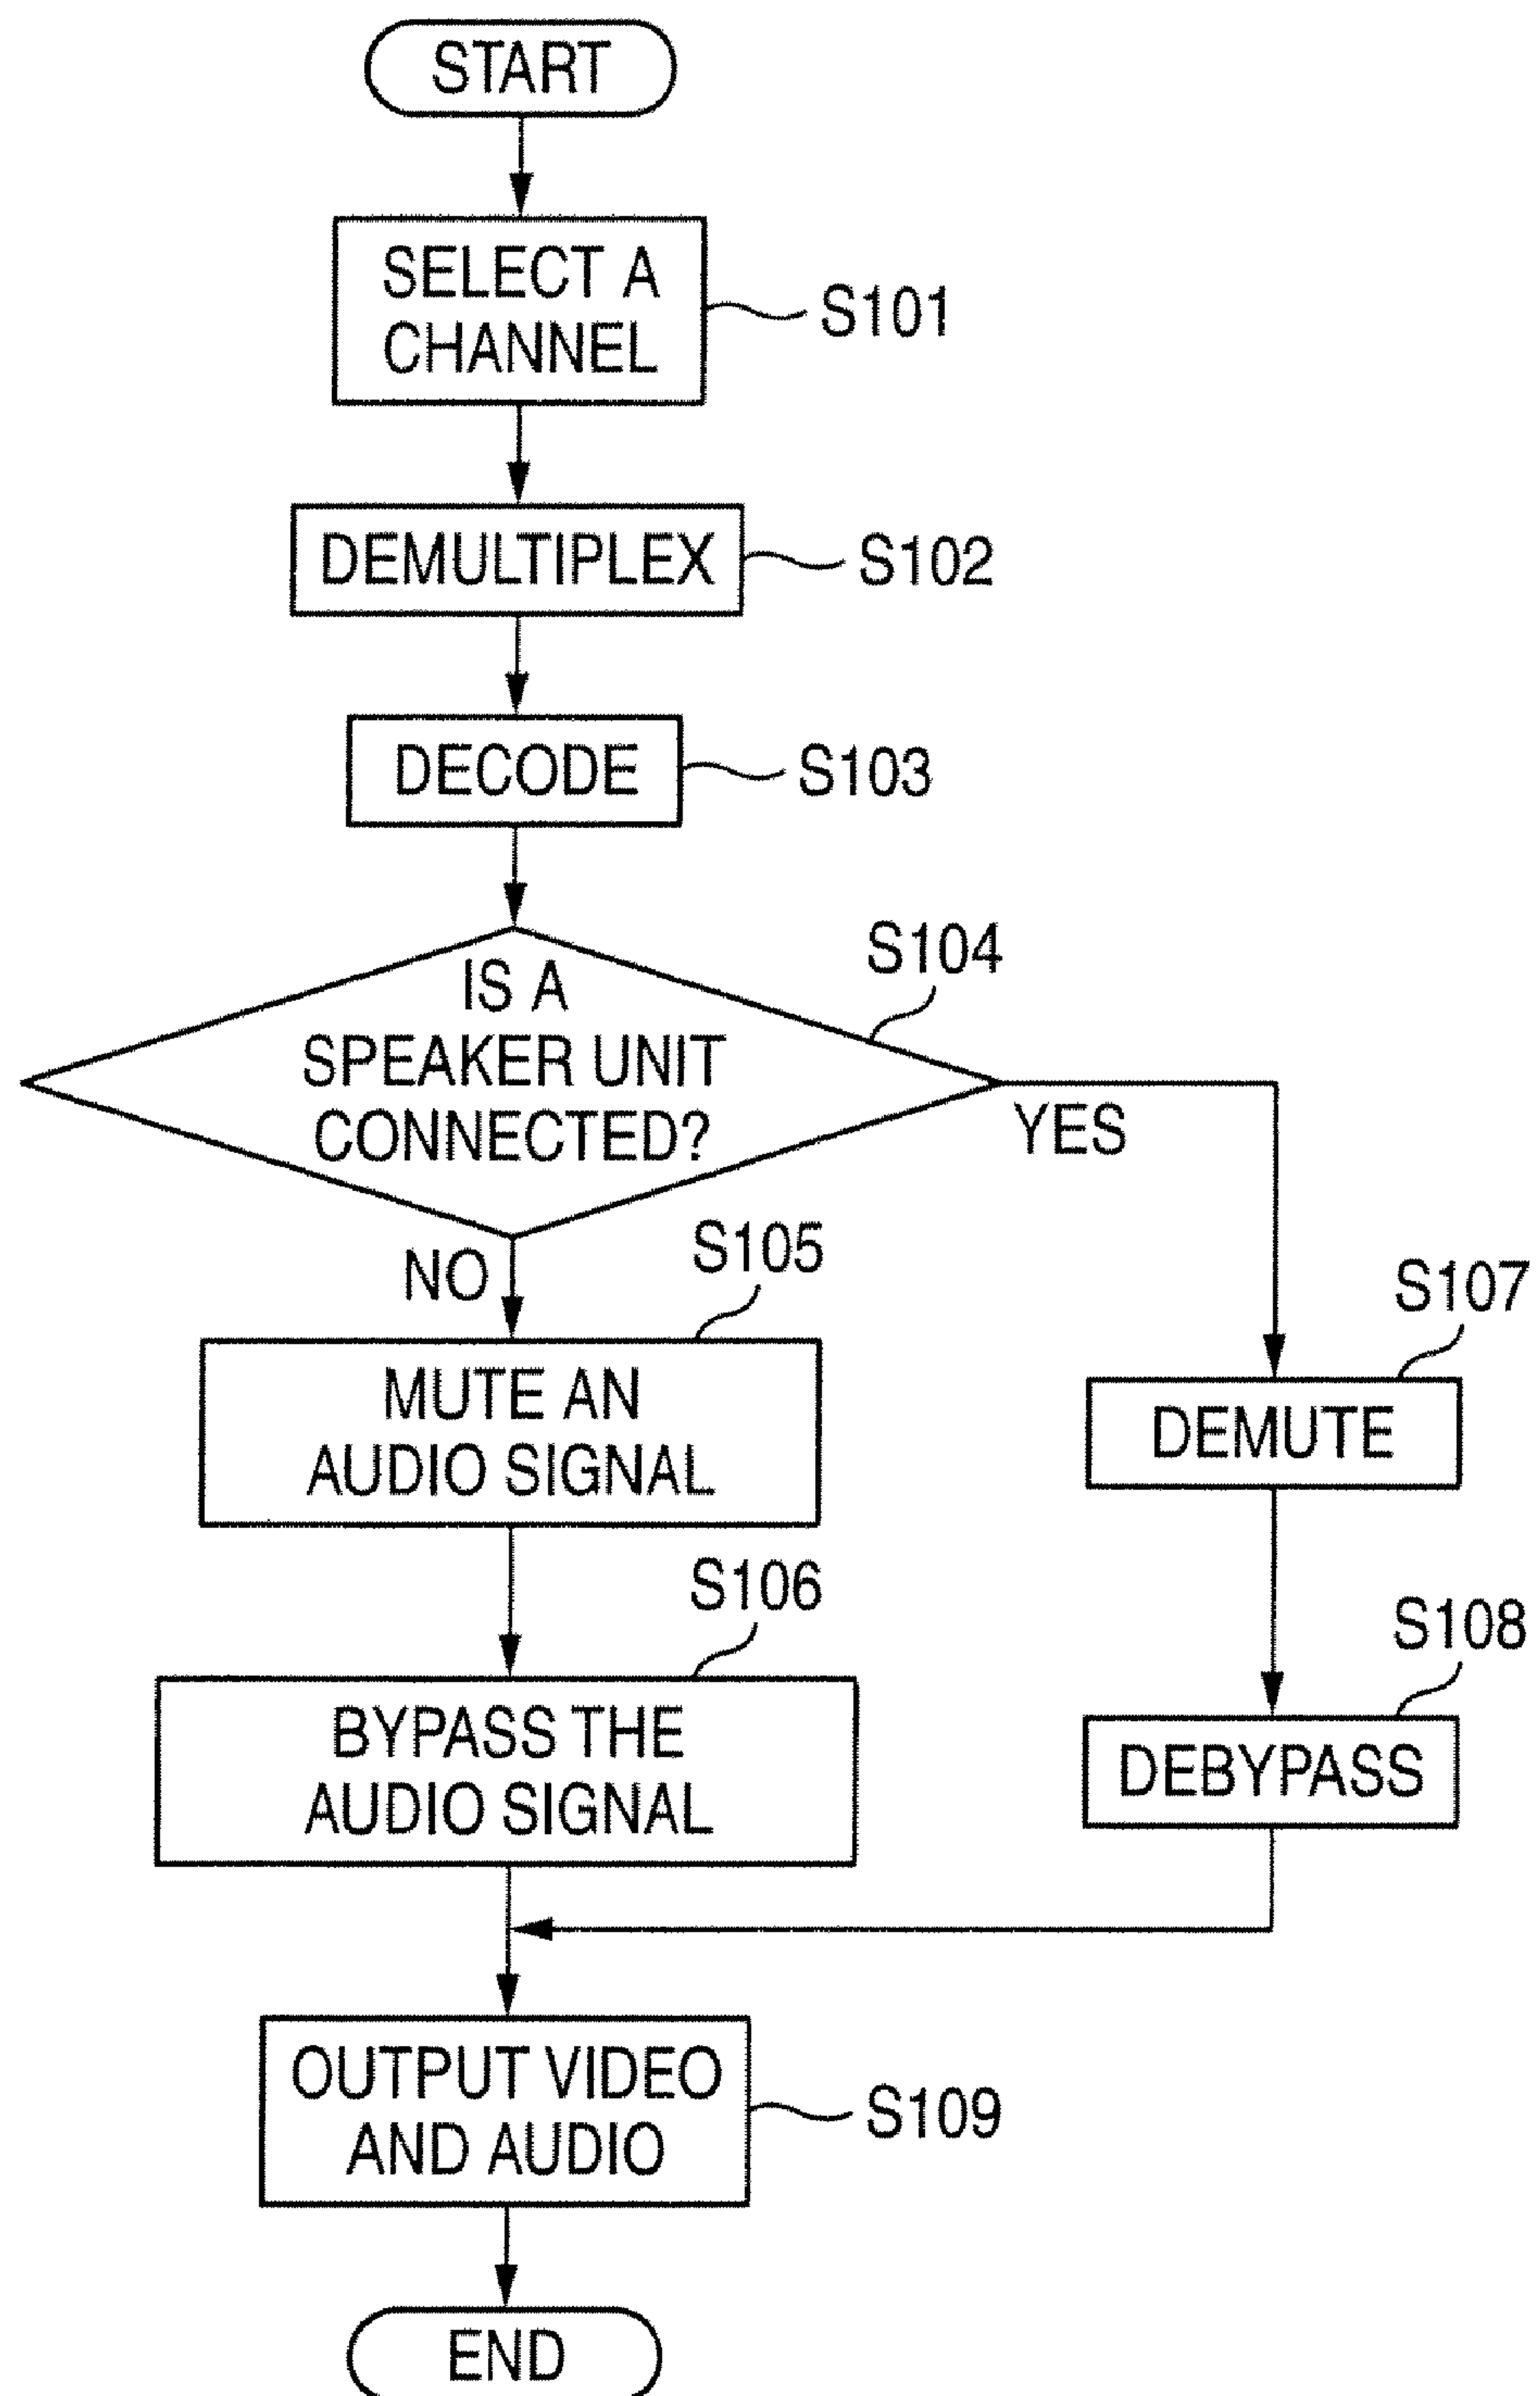 START
SELECT A
CHANNEL
S101
DEMULTIPLEX
S102
DECODE
S103
S104
IS A
SPEAKER UNIT
CONNECTED?
YES
NO
S105
MUTE AN
AUDIO SIGNAL
S107
DEMUTE
S106
BYPASS THE
AUDIO SIGNAL
S108
DEBYPASS
OUTPUT VIDEO
AND AUDIO
S109
END